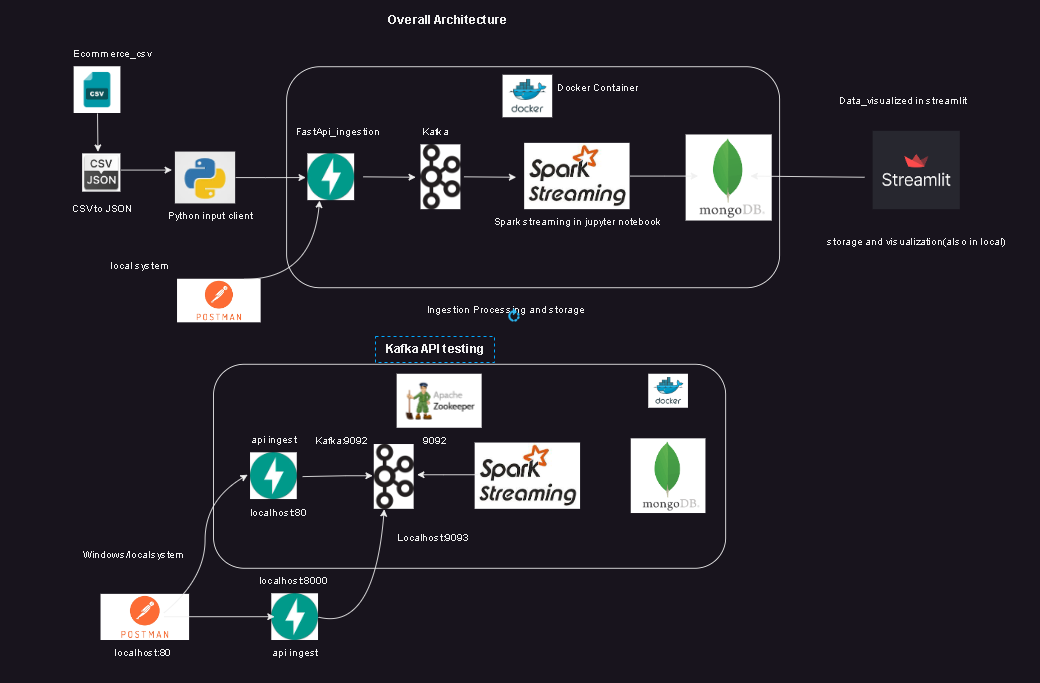 Overall Architecture
Ecommerce_csv
CSV
docker
Docker Container
Data_visualized in streamlit
FastApi_ingestion
Kafka
CSV
JSON
Spark
Streaming
mongoDB.
Streamlit
CSV to JSON
Python input client
Spark streaming in jupyter notebook
storage and visualization(also in local)
local system
POSTMAN
Ingestion Processing and storage
Kafka API testing
Apache
Zookeeper
docker
api ingest
Kafka:9092
9092
Spark
Streaming
mongoDB.
localhost:80
Localhost:9093
Windows/localsystem
localhost:8000
POSTMAN
localhost:80
api ingest